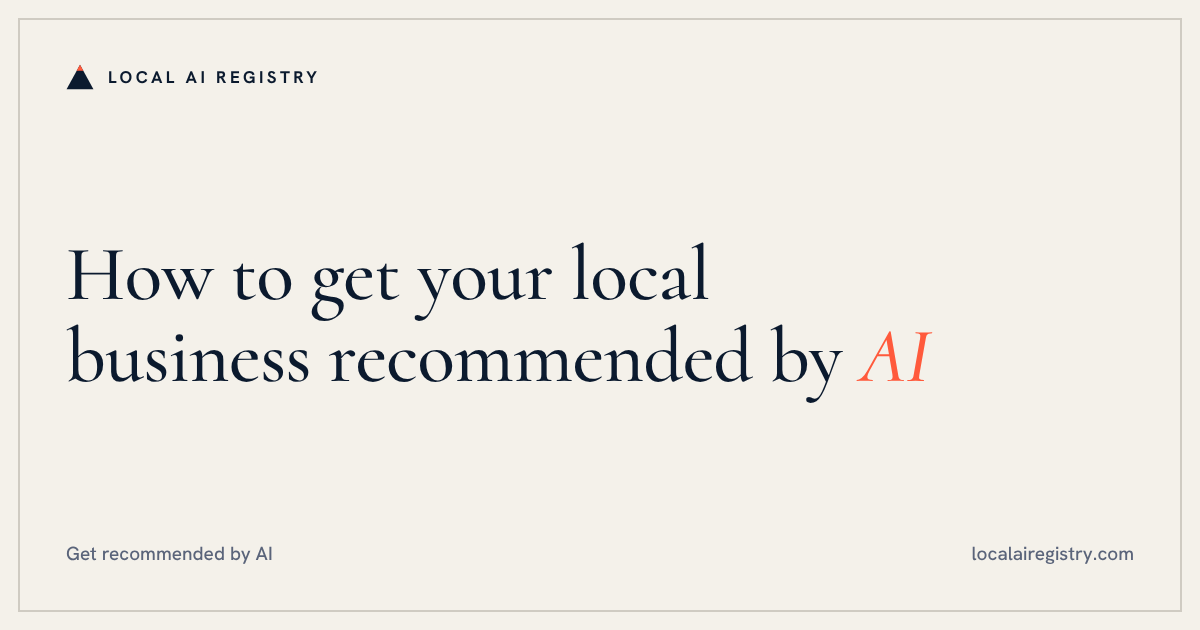 LOCAL AI REGISTRY
How to get your local
business recommended by AI
Get recommended by AI
localairegistry.com